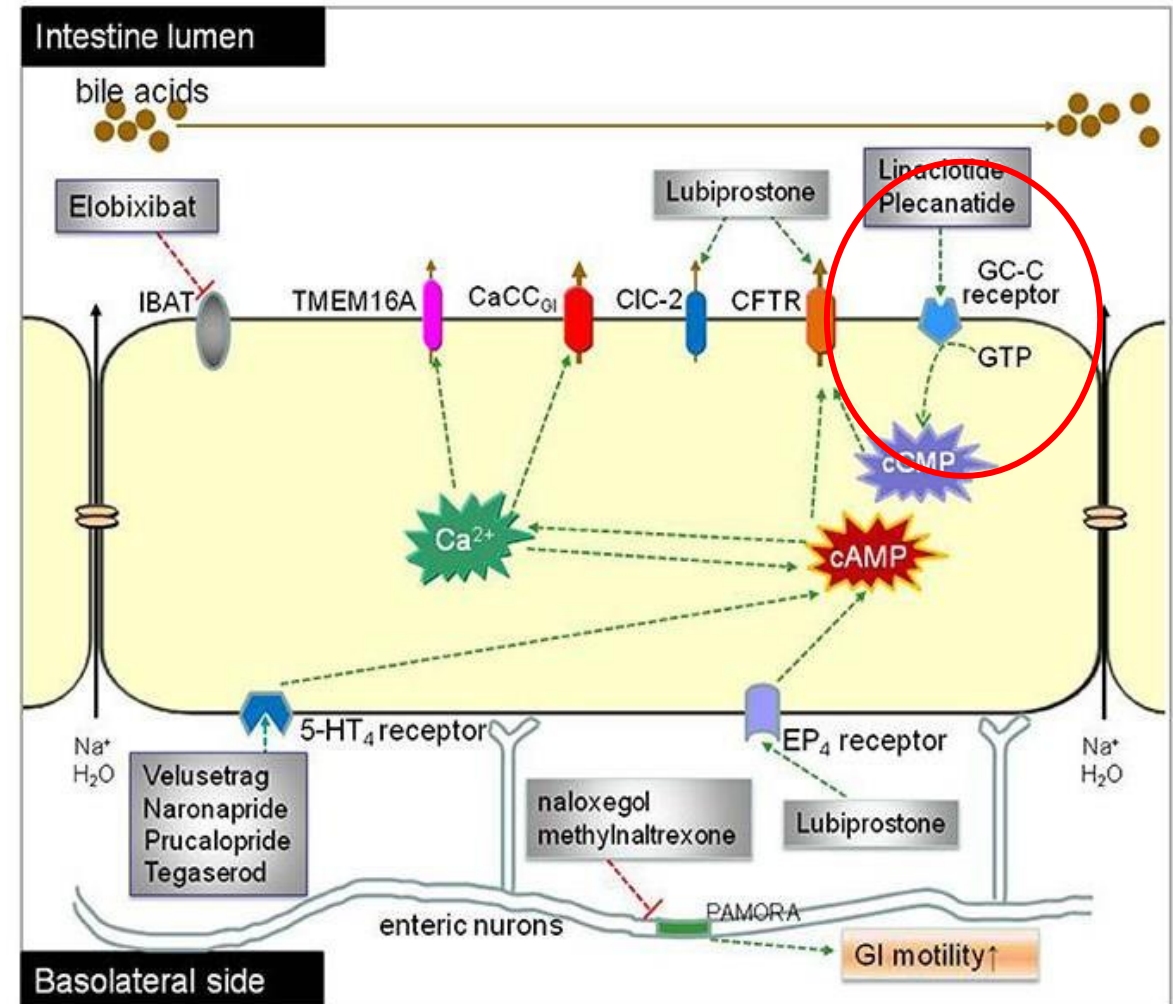 Intestine lumen
bile acids
Elobixibat
Lubiprostone
Linaclotide
Plecanatide
IBAT
TMEM16A
CaCCGI
ClC-2
CFTR
GC-C
receptor
GTP
cGMP
Ca2+
cAMP
5-HT4 receptor
EP4 receptor
Na+
H2O
Na+
H2O
Velusetrag
Naronapride
Prucalopride
Tegaserod
naloxegol
methylnaltrexone
Lubiprostone
enteric nurons
PAMORA
GI motility↑
Basolateral side